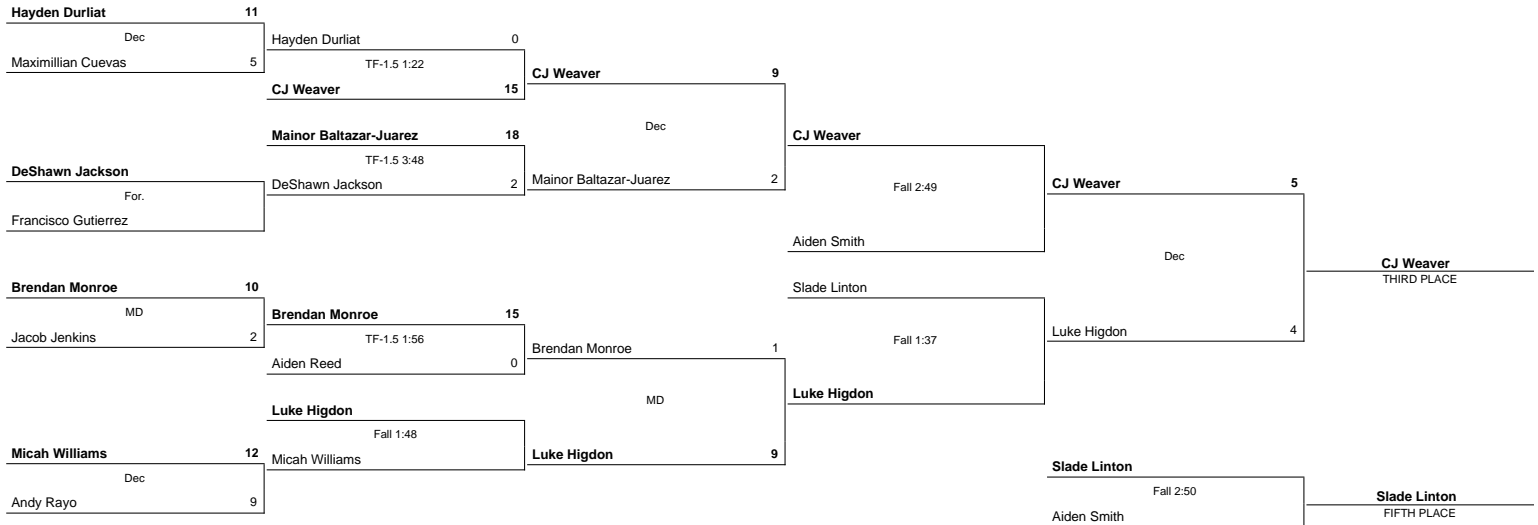 Hayden Durliat 11
Dec
Maximillian Cuevas 5
DeShawn Jackson
For.
Francisco Gutierrez
Brendan Monroe 10
MD
Jacob Jenkins 2
Micah Williams 12
Dec
Andy Rayo 9
Hayden Durliat 0
TF-1.5 1:22
CJ Weaver 15
Mainor Baltazar-Juarez 18
TF-1.5 3:48
DeShawn Jackson 2
Brendan Monroe 15
TF-1.5 1:56
Aiden Reed 0
Luke Higdon
Fall 1:48
Micah Williams
CJ Weaver 9
Dec
Mainor Baltazar-Juarez 2
Brendan Monroe 1
MD
Luke Higdon 9
CJ Weaver
Fall 2:49
Aiden Smith
Slade Linton
Fall 1:37
Luke Higdon
CJ Weaver 5
Dec
Luke Higdon 4
CJ Weaver
THIRD PLACE
Slade Linton
Fall 2:50
Aiden Smith
Slade Linton
FIFTH PLACE